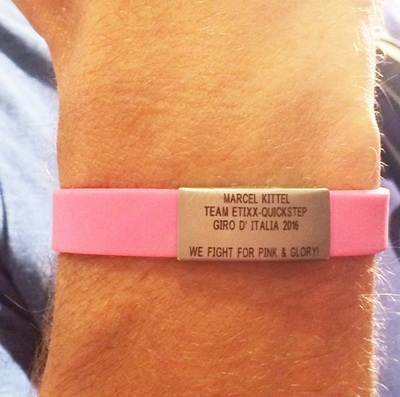 MARCEL KITTEL
TEAM ETIXX-QUICKSTEP
GIRO D' ITALIA 2016
WE FIGHT FOR PINK & GLORY!